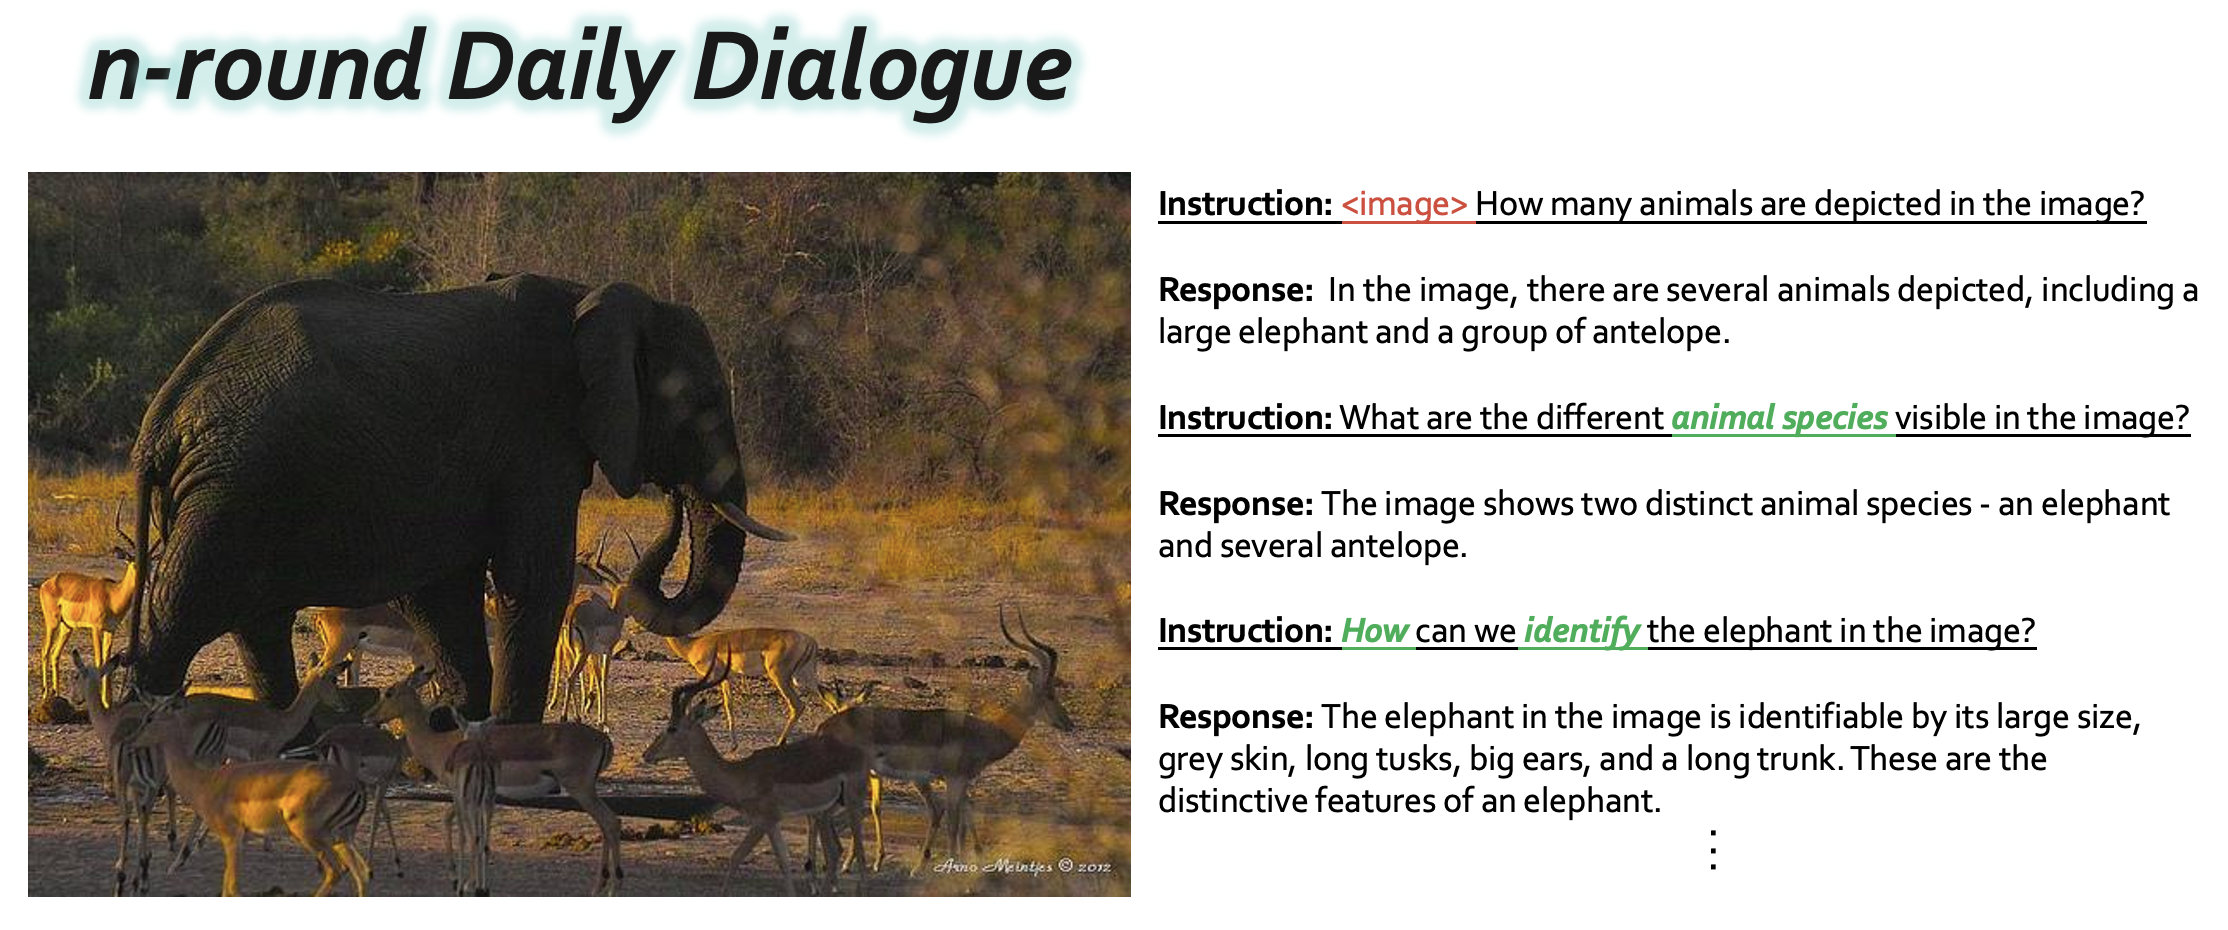 n-round Daily Dialogue
Instruction: <image> How many animals are depicted in the image?
Response: In the image, there are several animals depicted, including a
large elephant and a group of antelope.
Instruction: What are the different animal species visible in the image?
Response: The image shows two distinct animal species - an elephant
and several antelope.
Instruction: How can we identify the elephant in the image?
Response: The elephant in the image is identifiable by its large size,
grey skin, long tusks, big ears, and a long trunk. These are the
distinctive features of an elephant.
⋮
Arno Meintjes © 2012